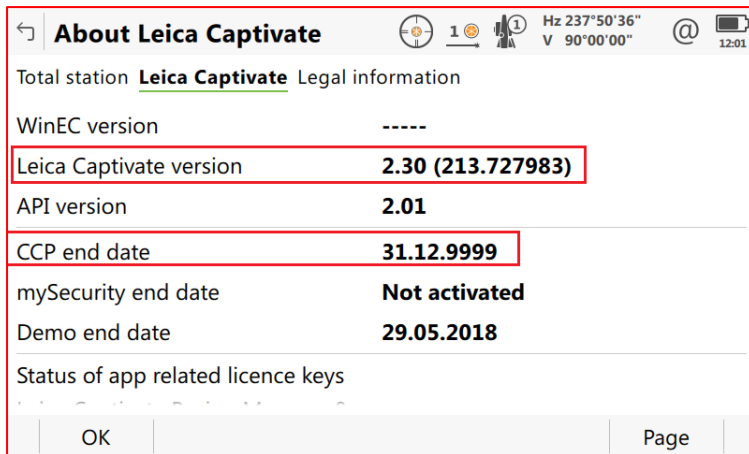 About Leica Captivate
1
1
Hz 237°50'36"
V 90°00'00"
@
12:01
Total station Leica Captivate Legal information
WinEC version -----
Leica Captivate version 2.30 (213.727983)
API version 2.01
CCP end date 31.12.9999
mySecurity end date Not activated
Demo end date 29.05.2018
Status of app related licence keys
OK Page